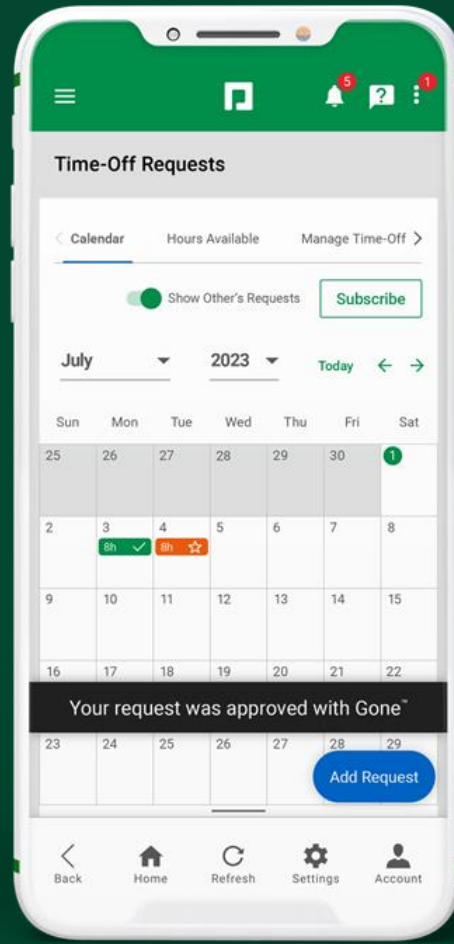 5
?
1
Time-Off Requests
Calendar Hours Available Manage Time-Off
Show Other's Requests Subscribe
July 2023 Today
Sun Mon Tue Wed Thu Fri Sat
25 26 27 28 29 30 1
2 3 4 5 6 7 8
8h 8h
9 10 11 12 13 14 15
16 17 18 19 20 21 22
Your request was approved with Gone™
23 24 25 26 27 28 29
Add Request
Back Home Refresh Settings Account